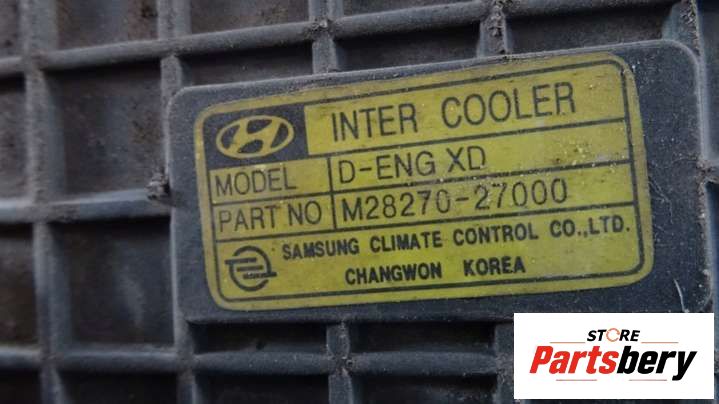 INTER COOLER
MODEL D-ENG XD
PART NO M28270-27000
SAMSUNG CLIMATE CONTROL CO.,LTD.
CHANGWON KOREA
STORE
Partsbery